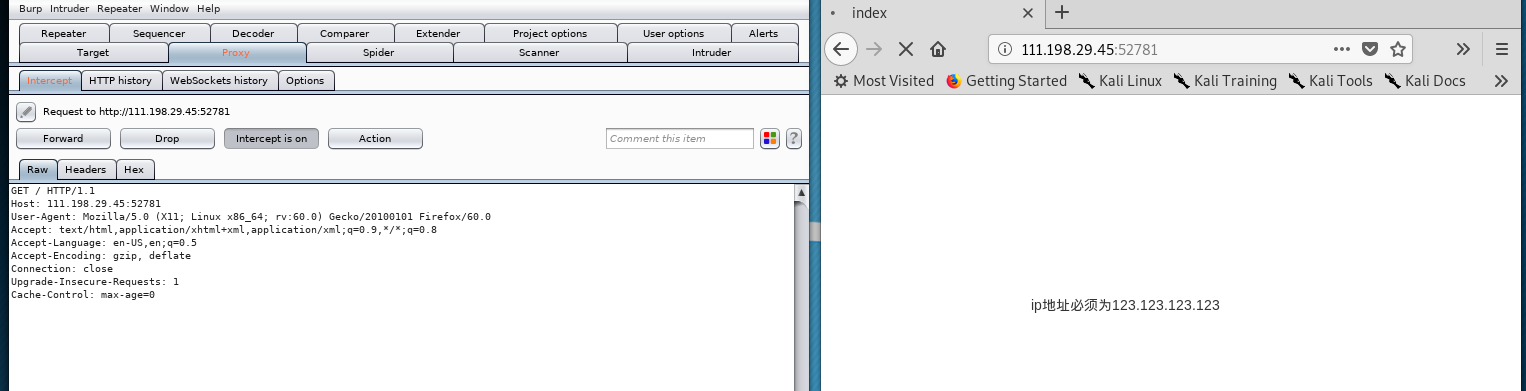 Burp Intruder Repeater Window Help
Repeater Sequencer Decoder Comparer Extender Project options User options Alerts
Target Proxy Spider Scanner Intruder
Intercept HTTP history WebSockets history Options
Request to http://111.198.29.45:52781
Forward Drop Intercept is on Action Comment this item ?
Raw Headers Hex
GET / HTTP/1.1
Host: 111.198.29.45:52781
User-Agent: Mozilla/5.0 (X11; Linux x86_64; rv:60.0) Gecko/20100101 Firefox/60.0
Accept: text/html,application/xhtml+xml,application/xml;q=0.9,*/*;q=0.8
Accept-Language: en-US,en;q=0.5
Accept-Encoding: gzip, deflate
Connection: close
Upgrade-Insecure-Requests: 1
Cache-Control: max-age=0
index
111.198.29.45:52781
Most Visited Getting Started Kali Linux Kali Training Kali Tools Kali Docs
ip地址必须为123.123.123.123